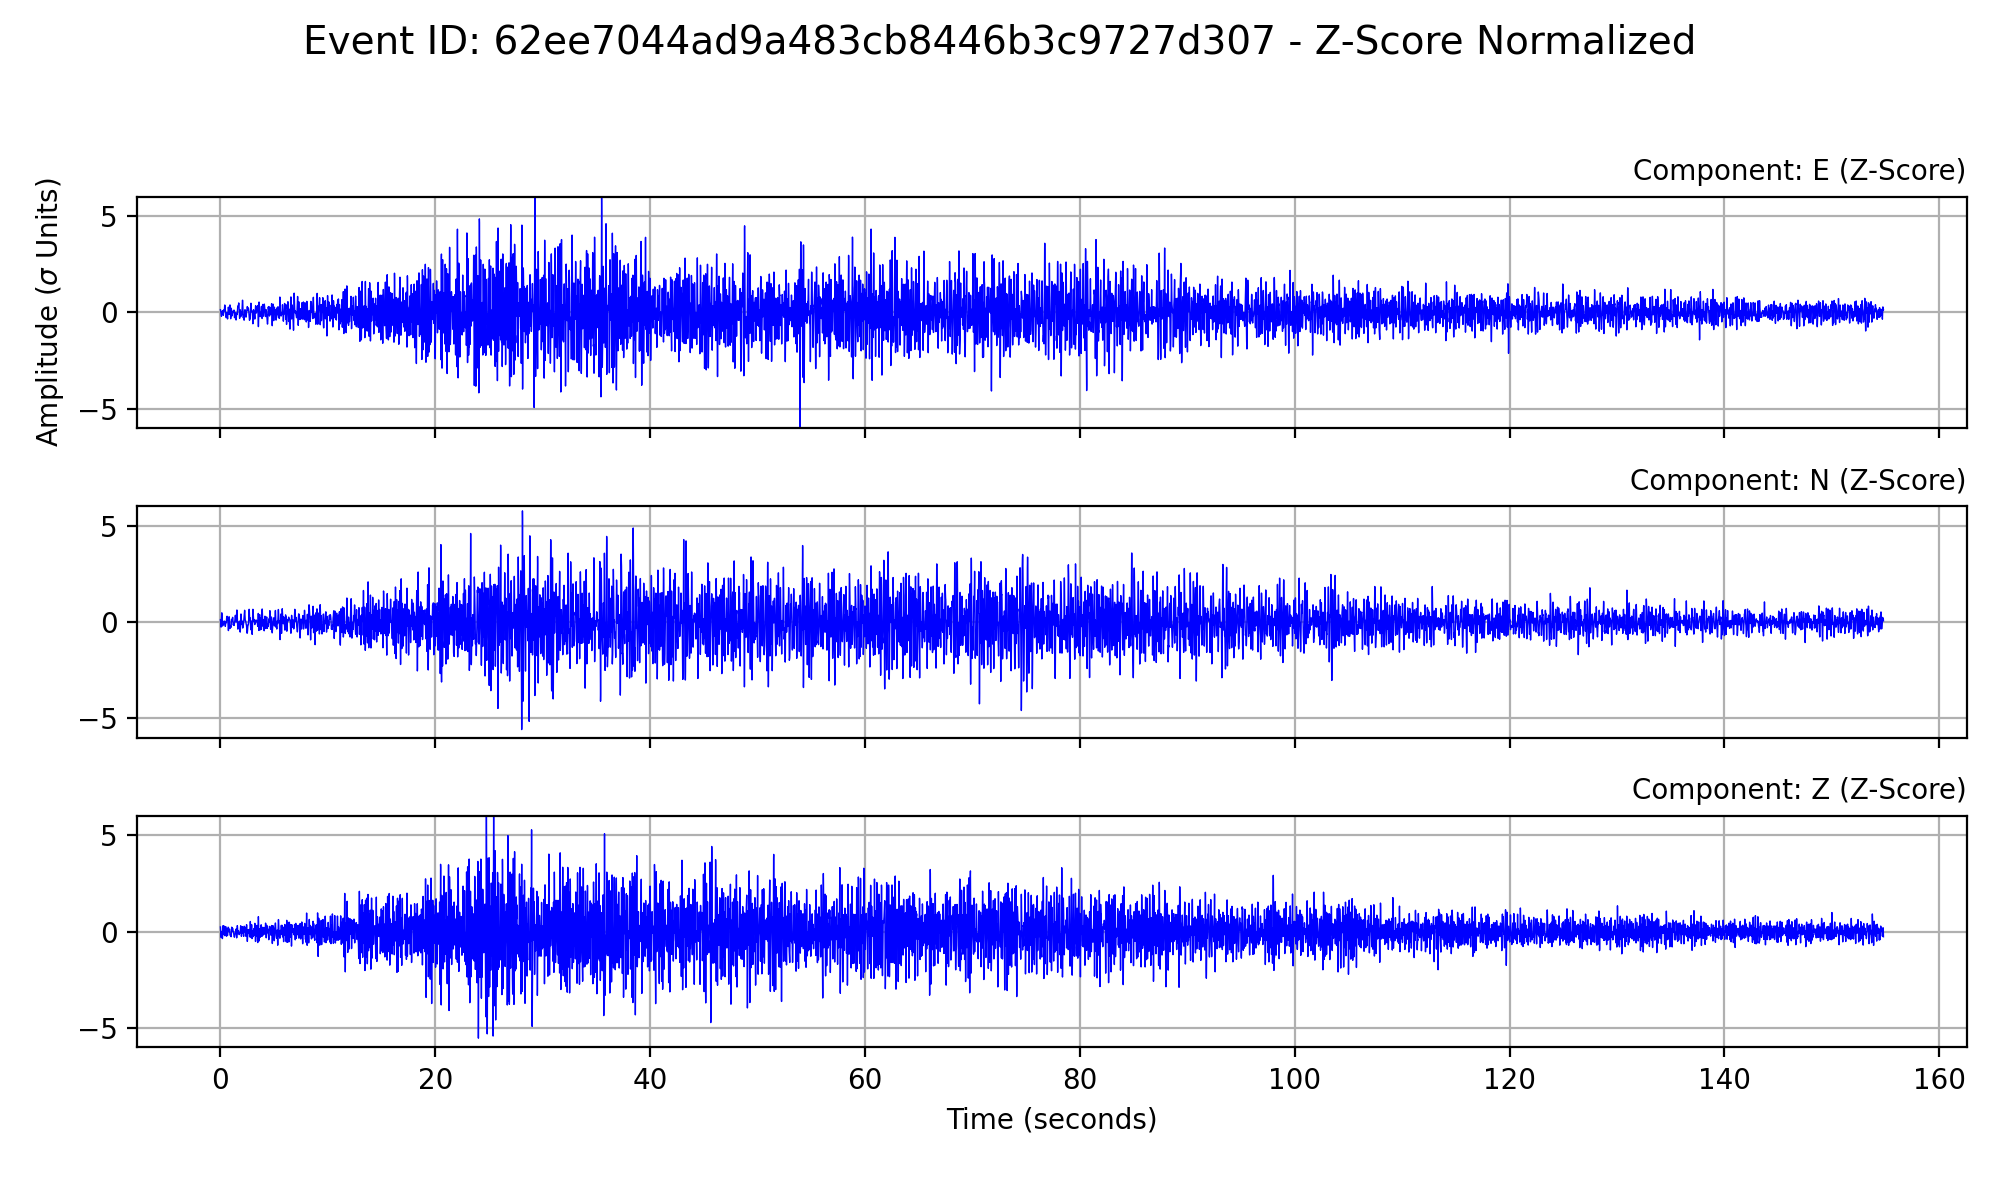 Event ID: 62ee7044ad9a483cb8446b3c9727d307 - Z-Score Normalized
Component: E (Z-Score)
Amplitude (σ Units)
5
0
−5
Component: N (Z-Score)
5
0
−5
Component: Z (Z-Score)
5
0
−5
0 20 40 60 80 100 120 140 160
Time (seconds)